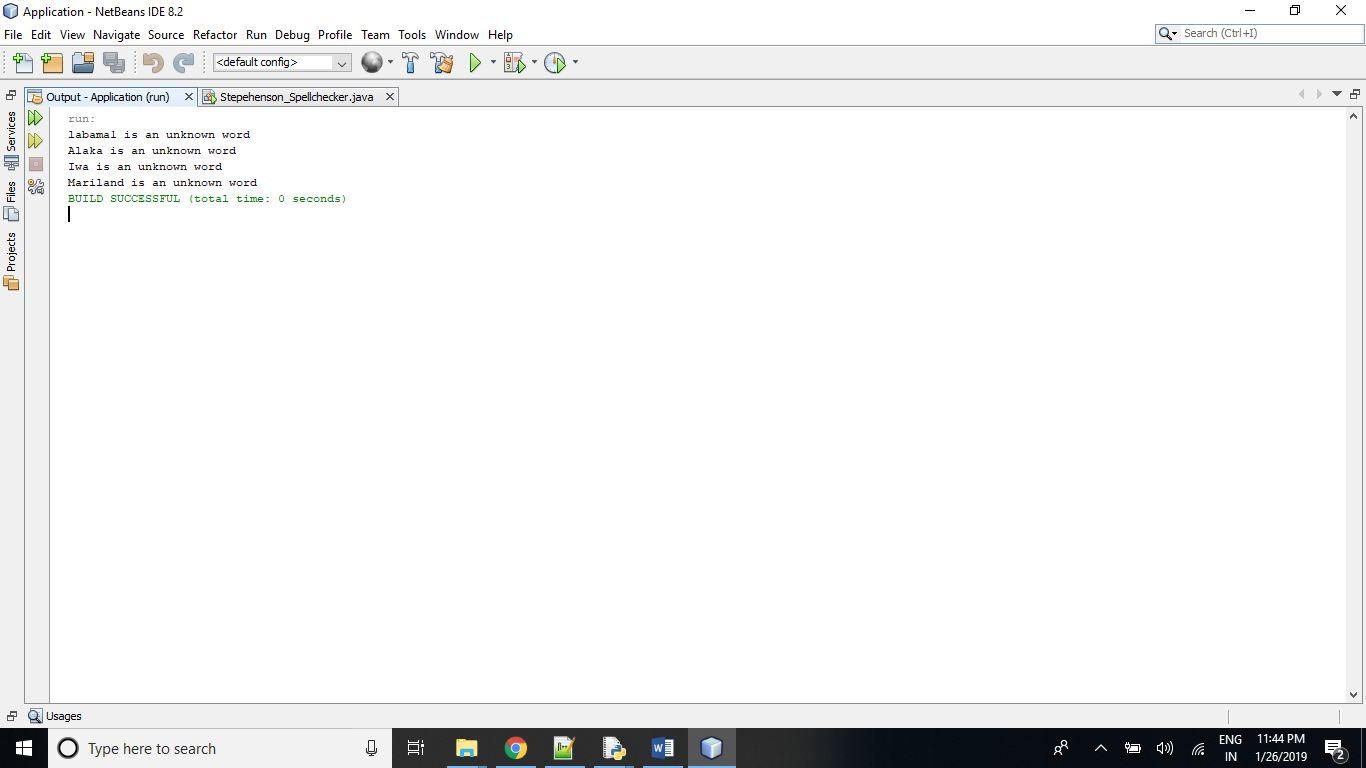 Application - NetBeans IDE 8.2
File Edit View Navigate Source Refactor Run Debug Profile Team Tools Window Help
Search (Ctrl+I)
<default config>
Output - Application (run)
Stepehenson_Spellchecker.java
Services
Files
Projects
run:
labamal is an unknown word
Alaka is an unknown word
Iwa is an unknown word
Mariland is an unknown word
BUILD SUCCESSFUL (total time: 0 seconds)
Usages
Type here to search
ENG
IN
11:44 PM
1/26/2019
2